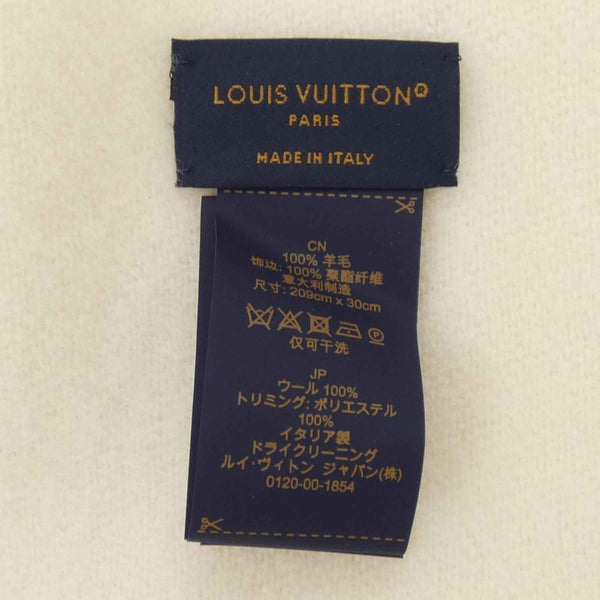 LOUIS VUITTON®
PARIS
MADE IN ITALY
CN
100% 羊毛
饰边: 100% 聚酯纤维
意大利制造
尺寸: 209cm x 30cm
P
仅可干洗
JP
ウール 100%
トリミング: ポリエステル
100%
イタリア製
ドライクリーニング
ルイ・ヴィトン ジャパン(株)
0120-00-1854